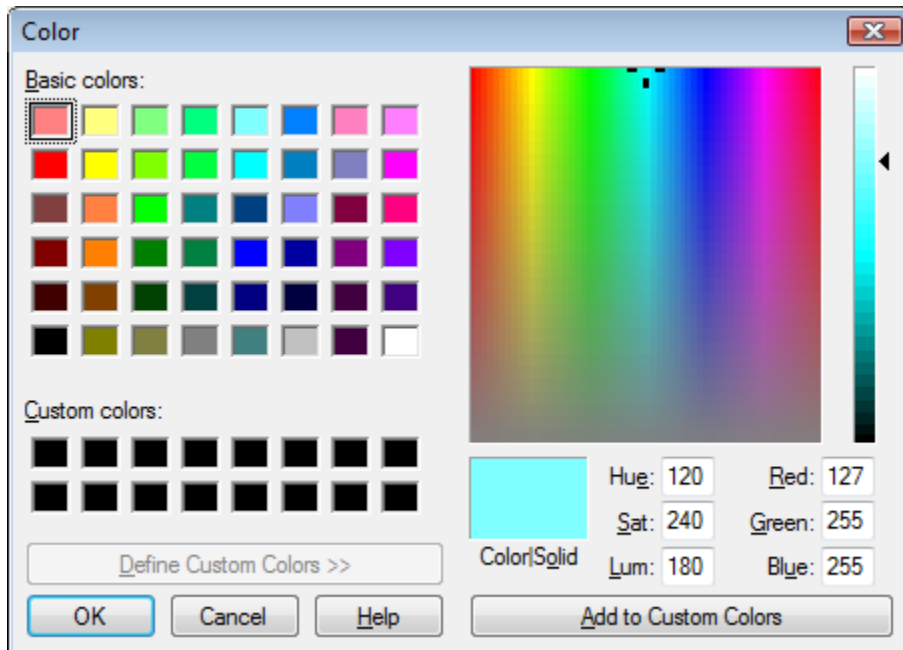 Color
Basic colors:
Custom colors:
Define Custom Colors >>
OK Cancel Help
Color|Solid
Hue: 120 Red: 127
Sat: 240 Green: 255
Lum: 180 Blue: 255
Add to Custom Colors